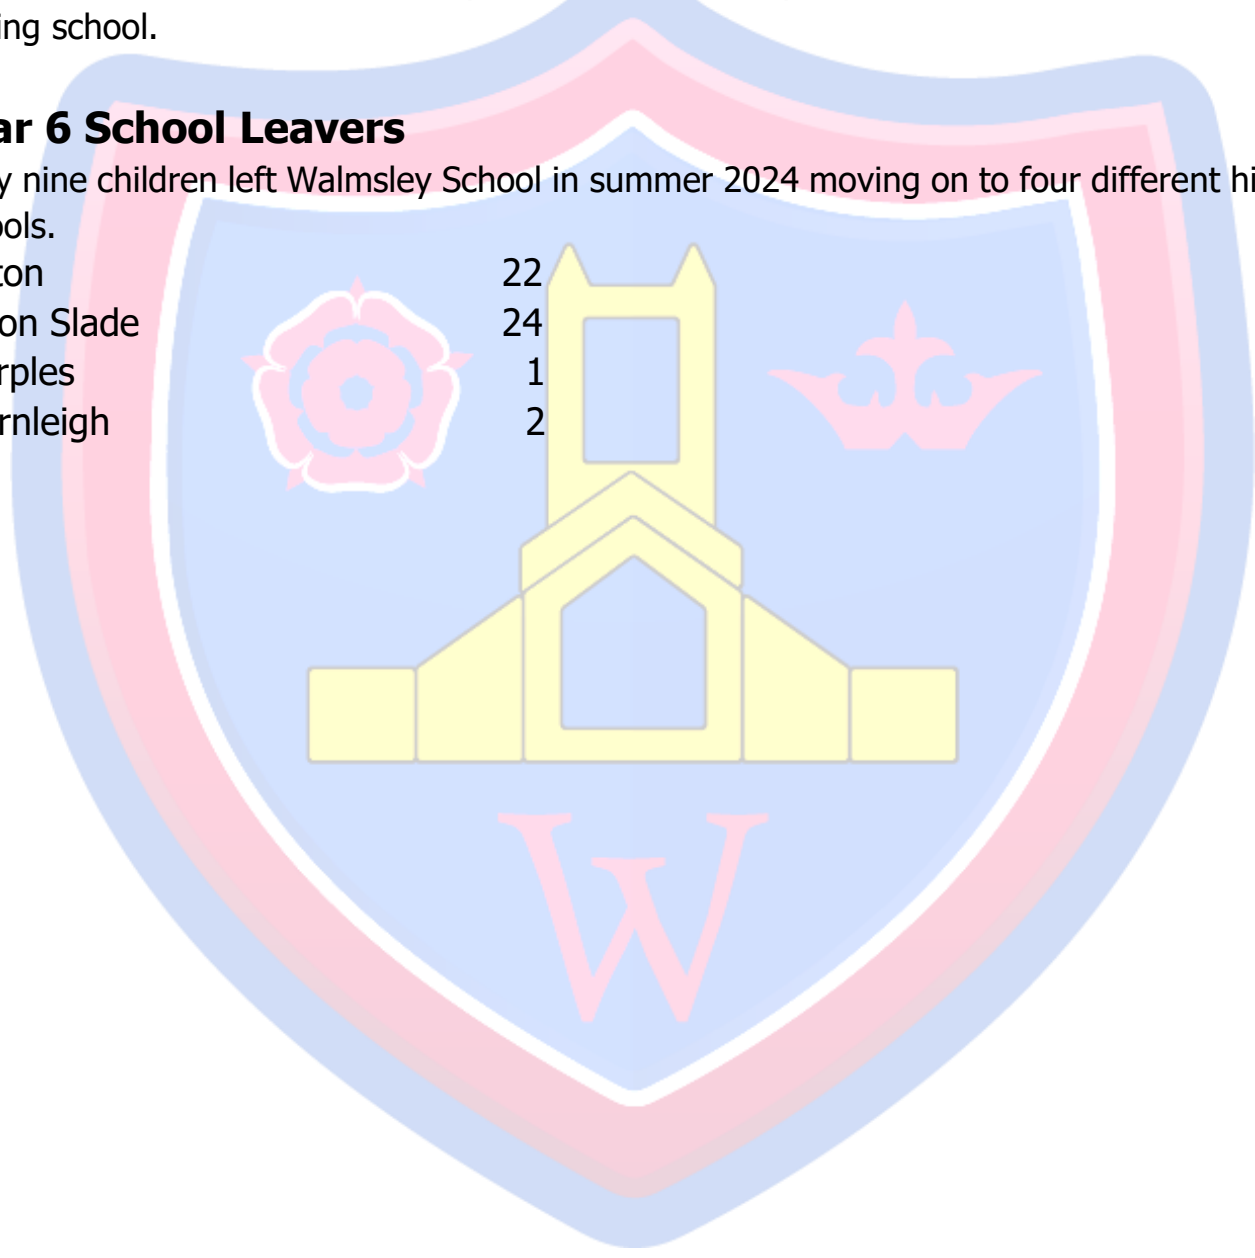 ing school.
ar 6 School Leavers
y nine children left Walmsley School in summer 2024 moving on to four different hi
ools.
ton 22
on Slade 24
rples 1
rnleigh 2
W